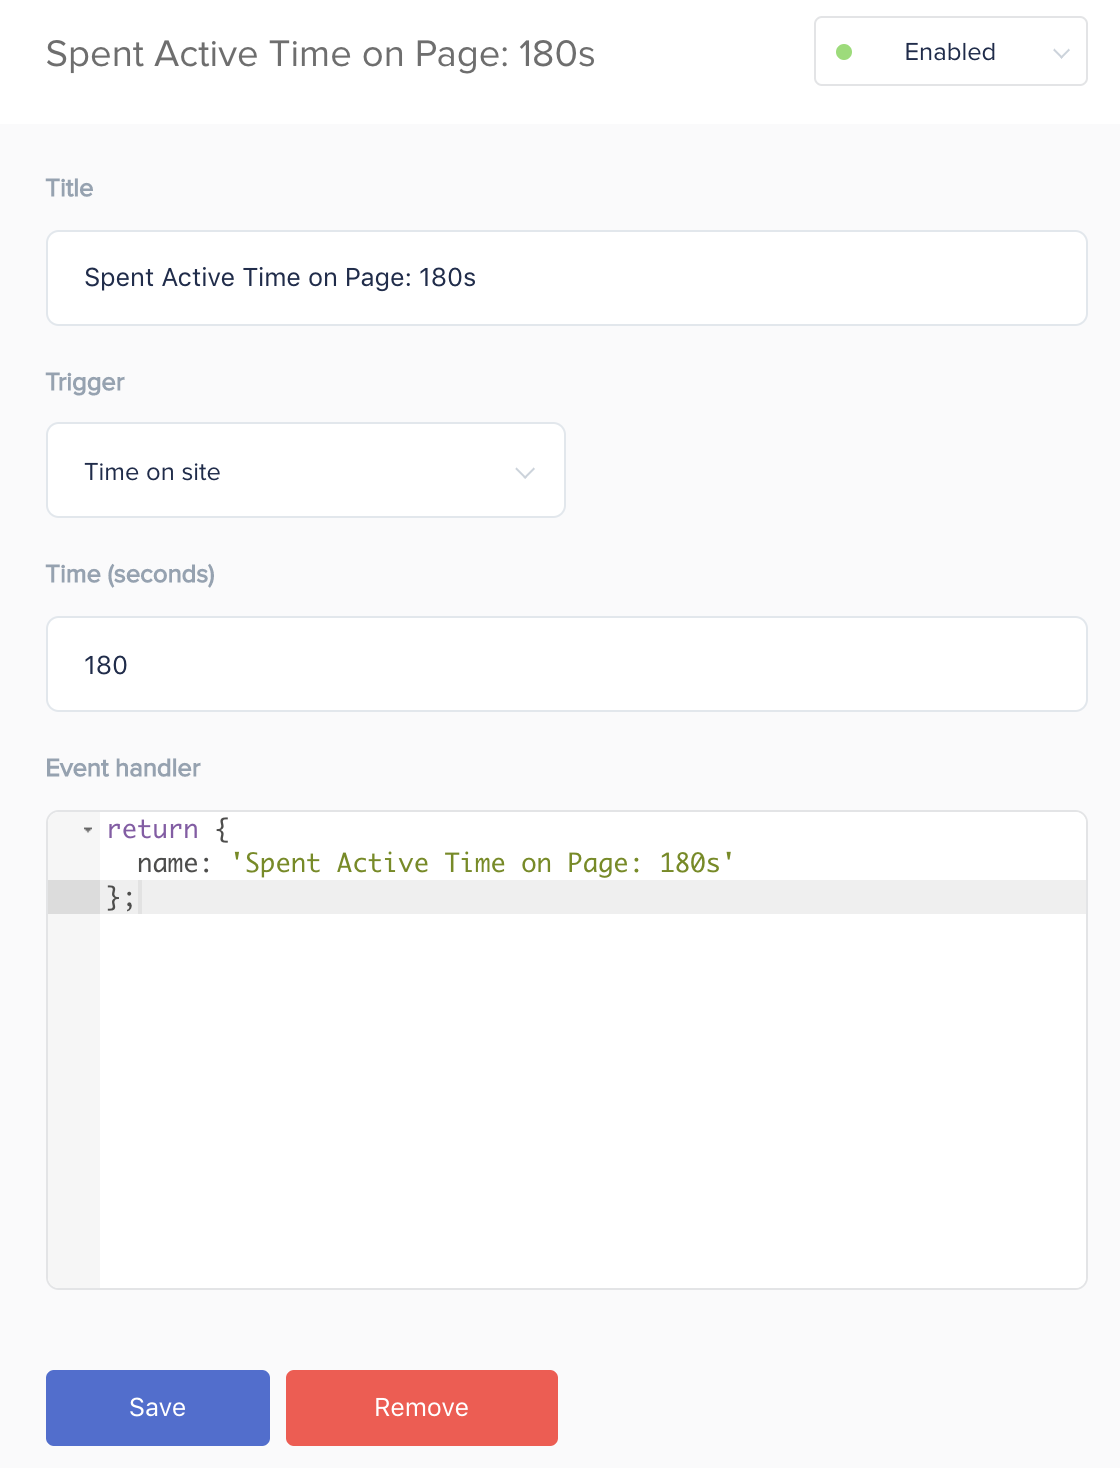 Spent Active Time on Page: 180s
Enabled
Title
Spent Active Time on Page: 180s
Trigger
Time on site
Time (seconds)
180
Event handler
return {
  name: 'Spent Active Time on Page: 180s'
};
Save
Remove